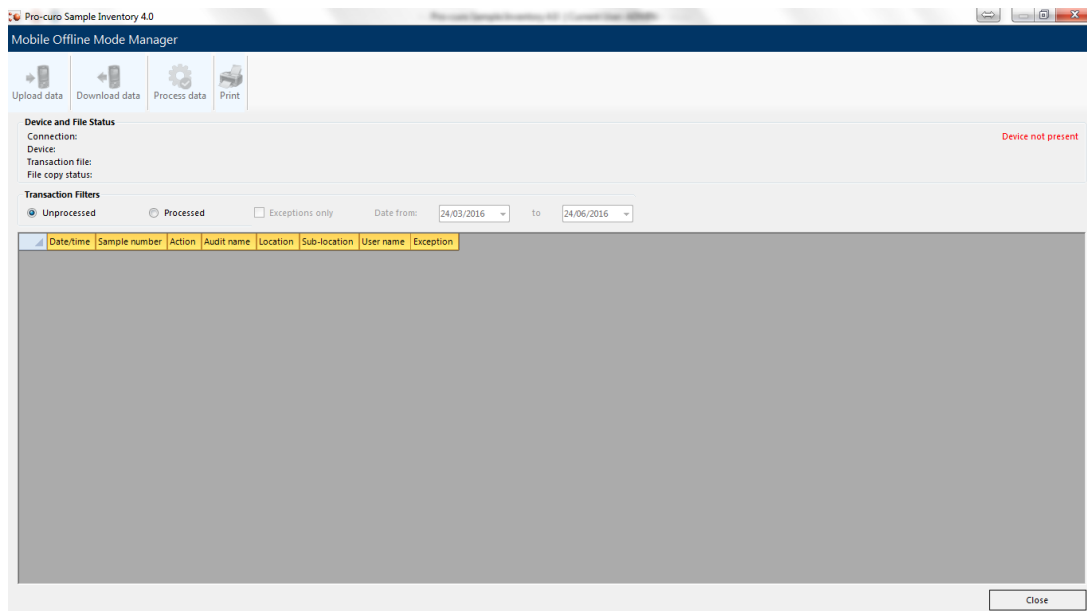 Pro-curo Sample Inventory 4.0
Mobile Offline Mode Manager
Upload data Download data Process data Print
Device and File Status
Connection: Device not present
Device:
Transaction file:
File copy status:
Transaction Filters
Unprocessed Processed Exceptions only Date from: 24/03/2016 to 24/06/2016
Date/time Sample number Action Audit name Location Sub-location User name Exception
Close